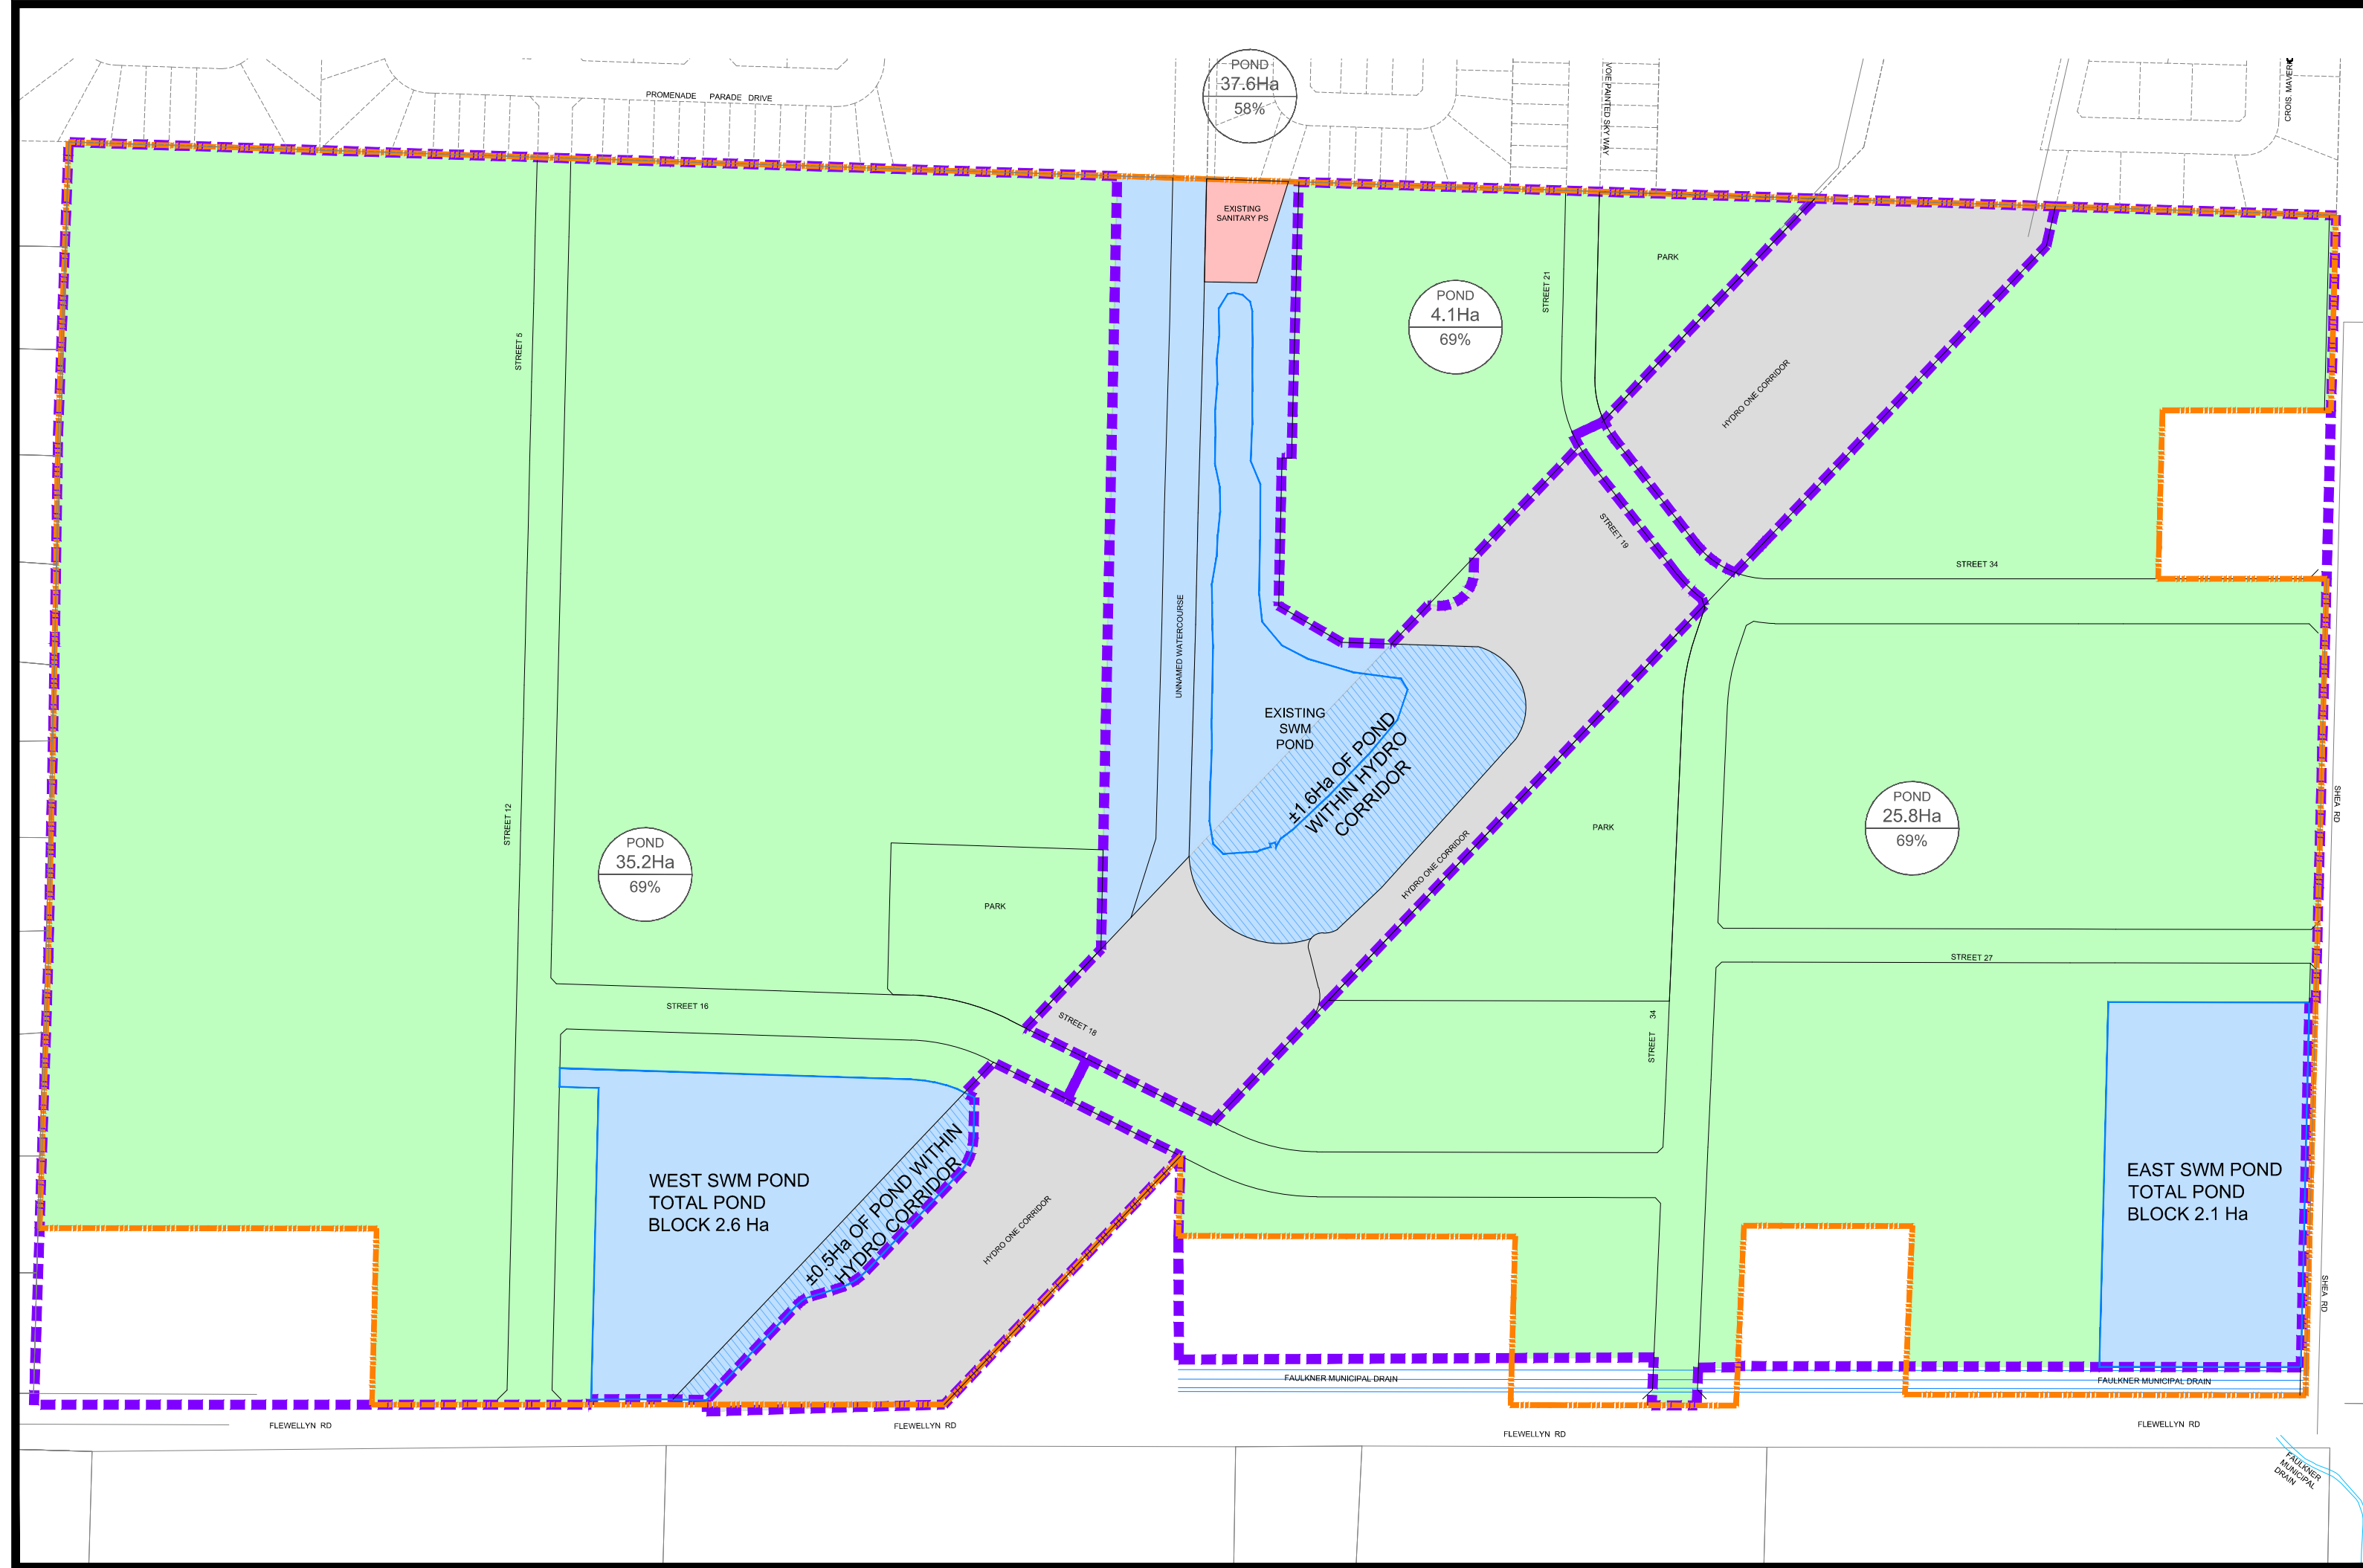 POND
37.6Ha
58%
PROMENADE PARADE DRIVE
VOIE PAINTED SKY WAY
CROIS. MAVERICK
EXISTING
SANITARY PS
PARK
STREET 21
POND
4.1Ha
69%
STREET 5
HYDRO ONE CORRIDOR
STREET 19
STREET 34
UNNAMED WATERCOURSE
EXISTING
SWM
POND
±1.6Ha OF POND
WITHIN HYDRO
CORRIDOR
STREET 12
POND
35.2Ha
69%
PARK
HYDRO ONE CORRIDOR
PARK
POND
25.8Ha
69%
SHEA RD
STREET 27
STREET 16
STREET 18
STREET 34
WEST SWM POND
TOTAL POND
BLOCK 2.6 Ha
±0.5Ha OF POND WITHIN
HYDRO CORRIDOR
HYDRO ONE CORRIDOR
EAST SWM POND
TOTAL POND
BLOCK 2.1 Ha
SHEA RD
FAULKNER MUNICIPAL DRAIN
FAULKNER MUNICIPAL DRAIN
FLEWELLYN RD
FLEWELLYN RD
FLEWELLYN RD
FLEWELLYN RD
FAULKNER
MUNICIPAL
DRAIN